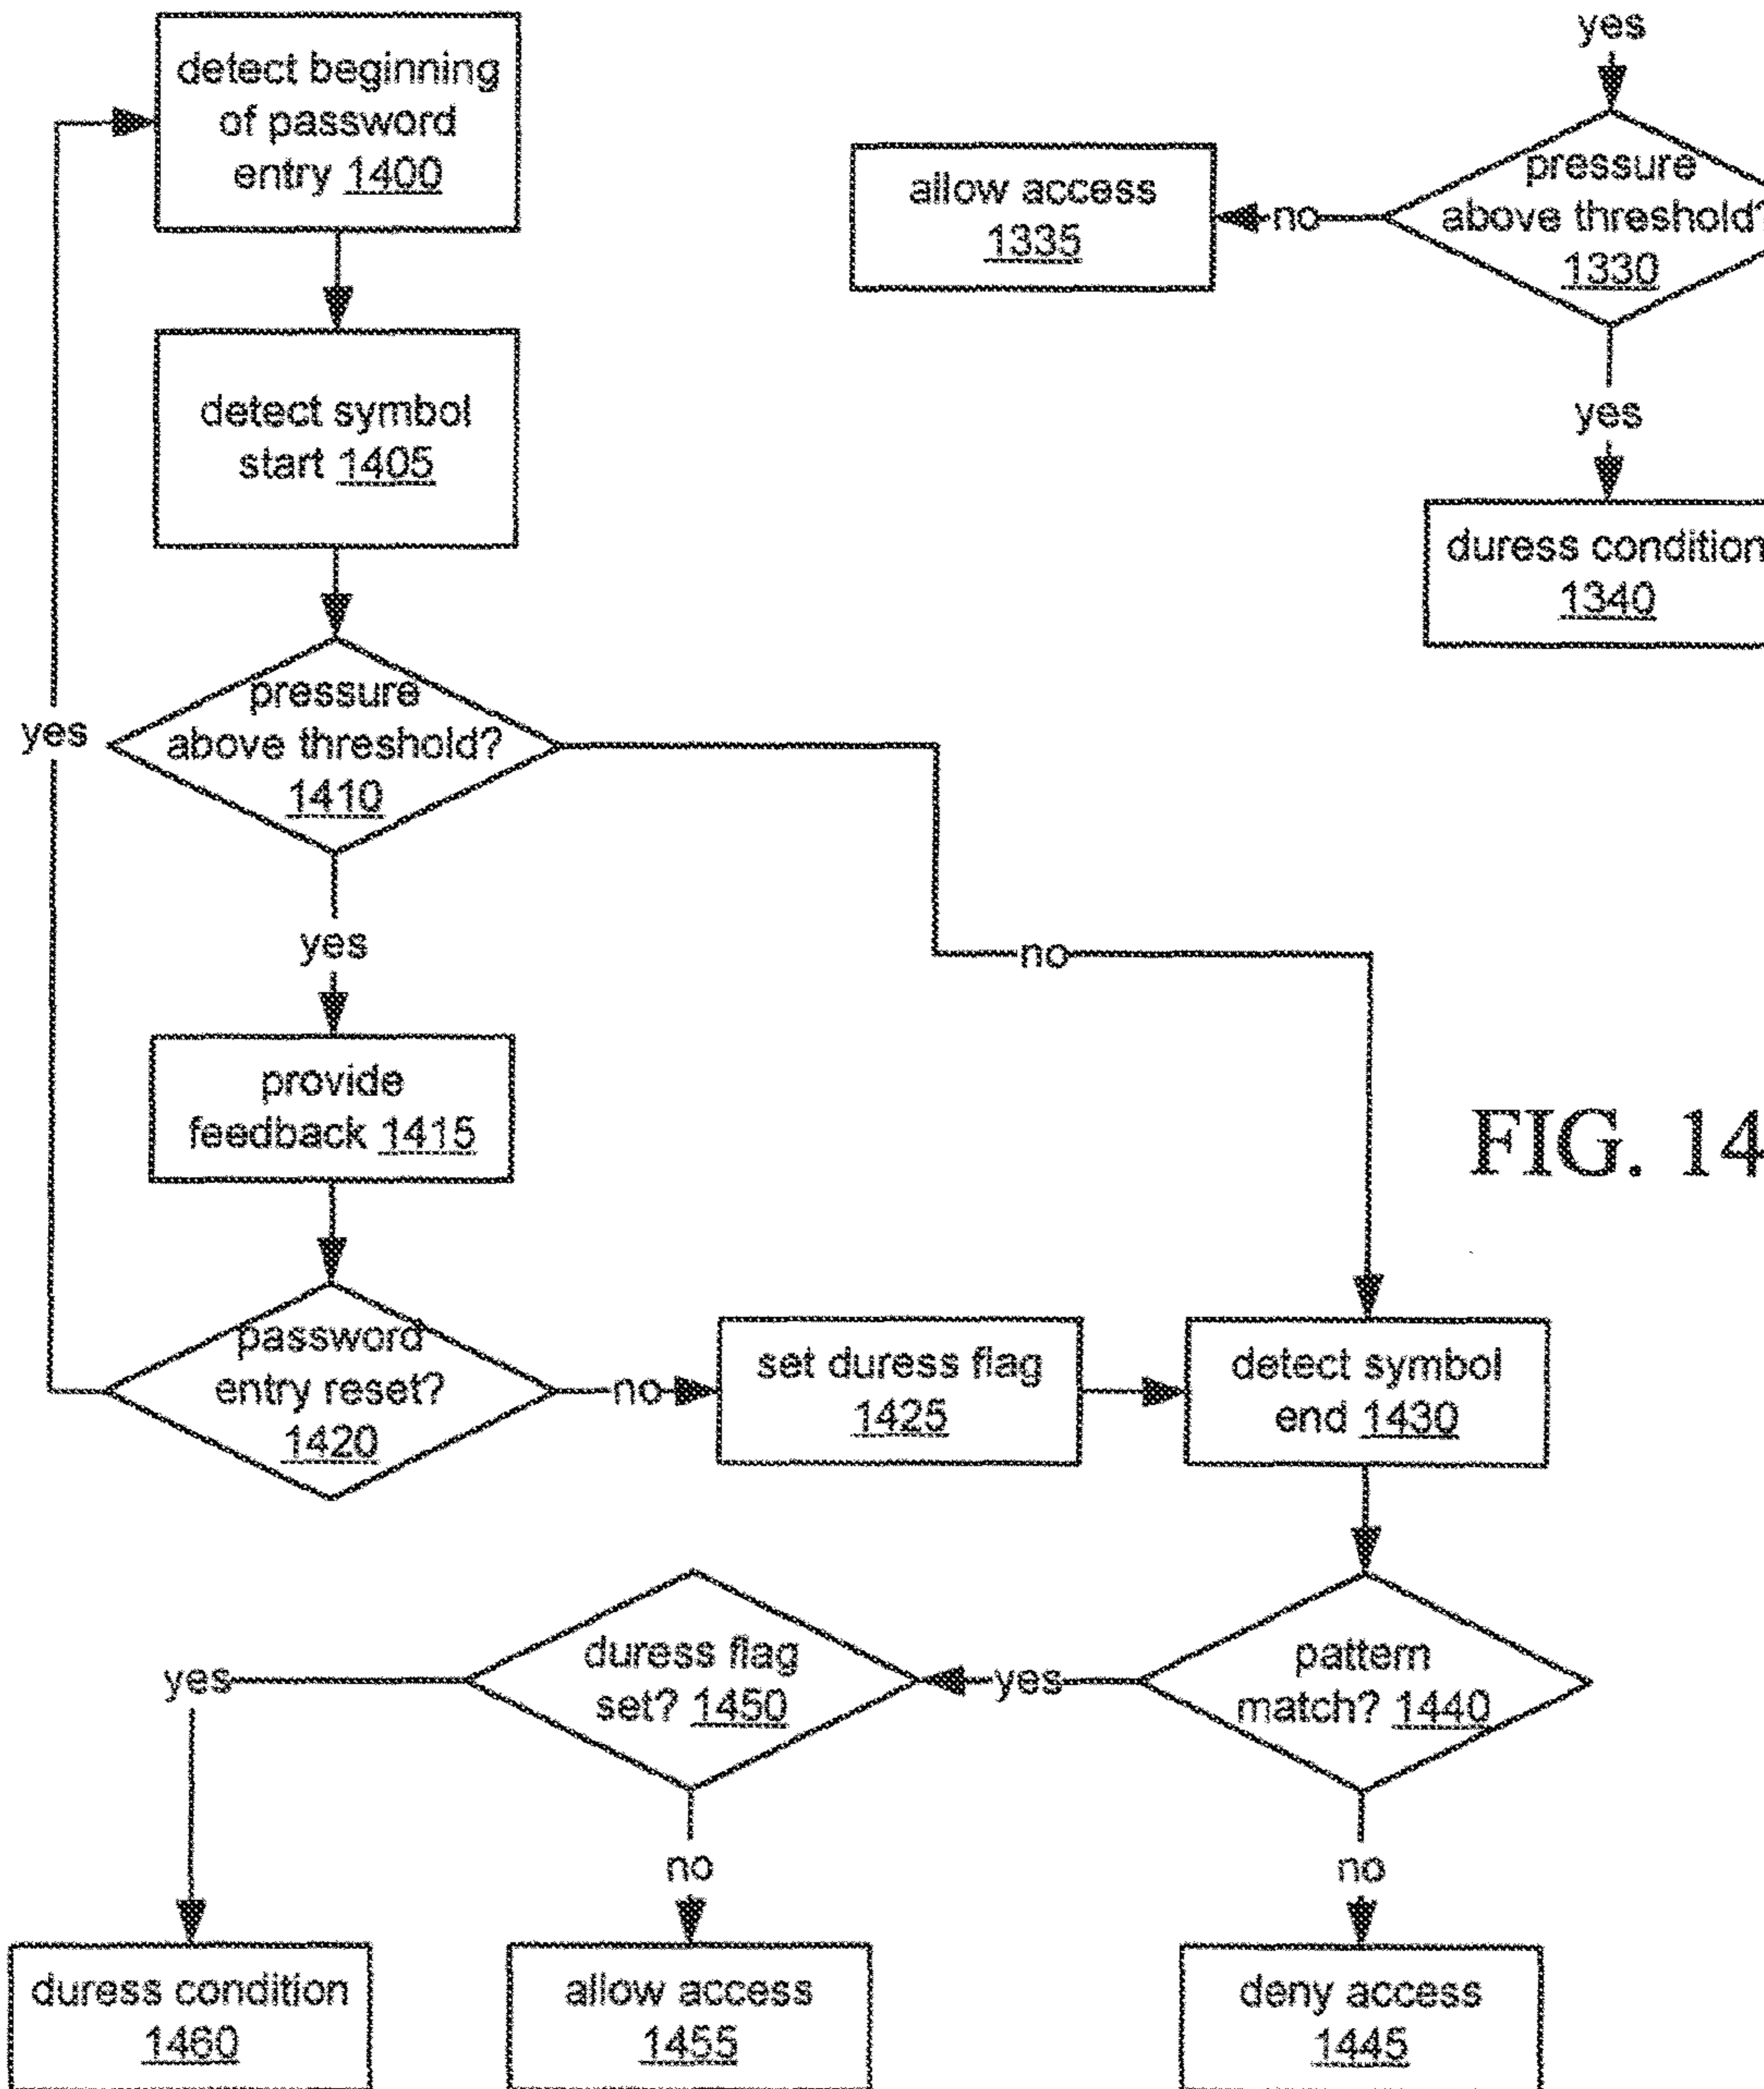 detect beginning
of password
entry 1400
detect symbol
start 1405
pressure
above threshold?
1410
yes
no
yes
provide
feedback 1415
password
entry reset?
1420
no
set duress flag
1425
detect symbol
end 1430
pattern
match? 1440
yes
duress flag
set? 1450
yes
no
no
duress condition
1460
allow access
1455
deny access
1445
yes
pressure
above threshold?
1330
no
allow access
1335
yes
duress condition
1340
FIG. 14